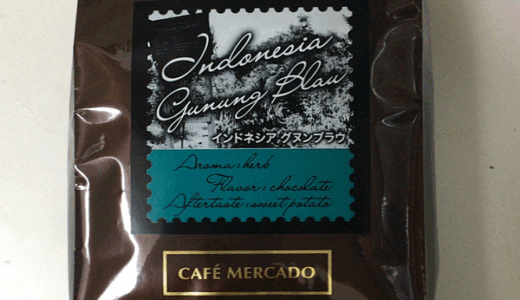 Indonesia
Gunung Blau
インドネシア グヌンブラウ
Aroma:herb
Flavor:chocolate
Aftertaste:sweet potato
CAFÉ MERCADO